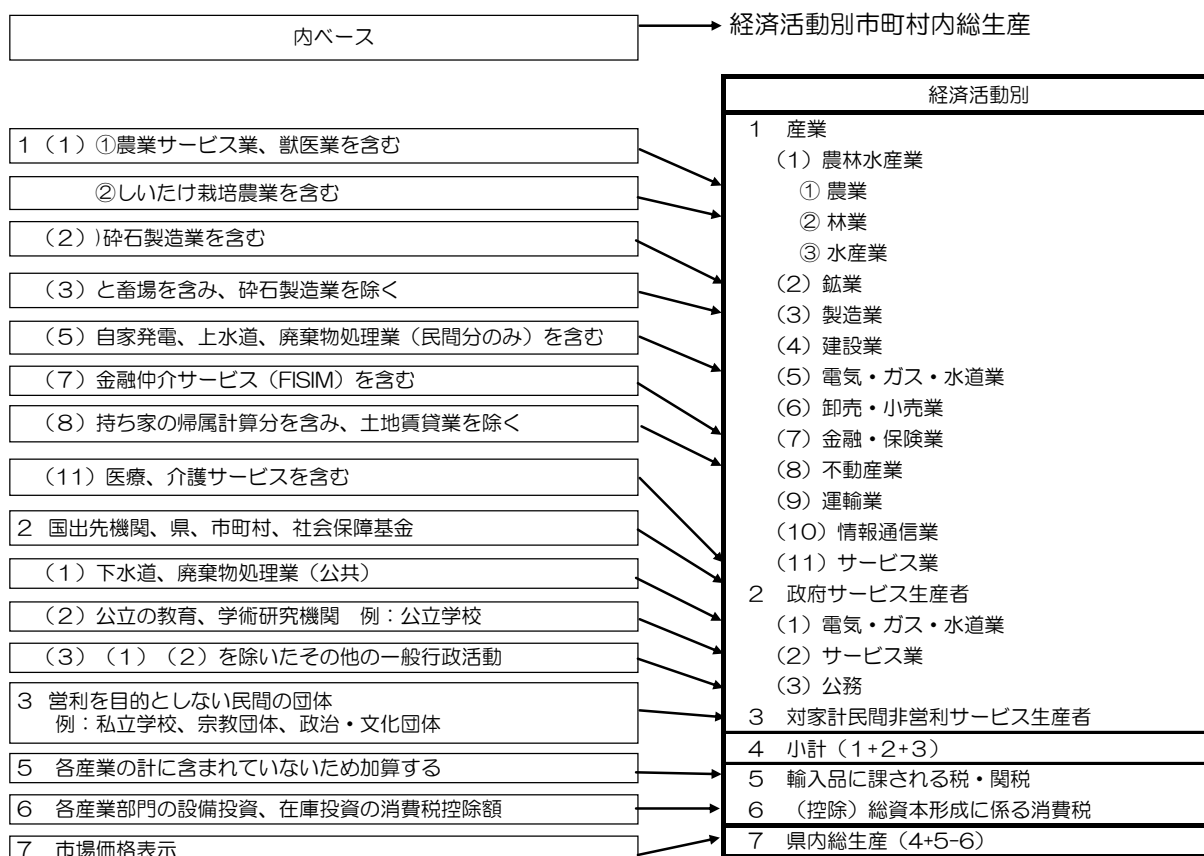 内ベース
経済活動別市町村内総生産
1（1）①農業サービス業、獣医業を含む
②しいたけ栽培農業を含む
（2）)砕石製造業を含む
（3）と畜場を含み、砕石製造業を除く
（5）自家発電、上水道、廃棄物処理業（民間分のみ）を含む
（7）金融仲介サービス（FISIM）を含む
（8）持ち家の帰属計算分を含み、土地賃貸業を除く
（11）医療、介護サービスを含む
2 国出先機関、県、市町村、社会保障基金
（1）下水道、廃棄物処理業（公共）
（2）公立の教育、学術研究機関　例：公立学校
（3）（1）（2）を除いたその他の一般行政活動
3 営利を目的としない民間の団体
例：私立学校、宗教団体、政治・文化団体
5 各産業の計に含まれていないため加算する
6 各産業部門の設備投資、在庫投資の消費税控除額
7 市場価格表示
経済活動別
1 産業
（1）農林水産業
① 農業
② 林業
③ 水産業
（2）鉱業
（3）製造業
（4）建設業
（5）電気・ガス・水道業
（6）卸売・小売業
（7）金融・保険業
（8）不動産業
（9）運輸業
（10）情報通信業
（11）サービス業
2 政府サービス生産者
（1）電気・ガス・水道業
（2）サービス業
（3）公務
3 対家計民間非営利サービス生産者
4 小計（1+2+3）
5 輸入品に課される税・関税
6 （控除）総資本形成に係る消費税
7 県内総生産（4+5-6）